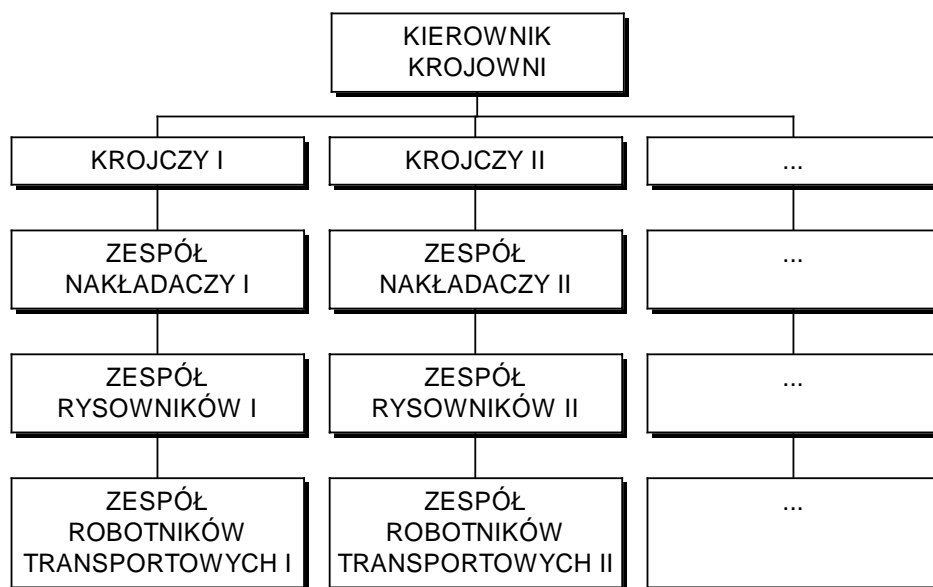 KIEROWNIK
KROJOWNI
KROJCZY I
KROJCZY II
...
ZESPÓŁ
NAKŁADACZY I
ZESPÓŁ
NAKŁADACZY II
...
ZESPÓŁ
RYSOWNIKÓW I
ZESPÓŁ
RYSOWNIKÓW II
...
ZESPÓŁ
ROBOTNIKÓW
TRANSPORTOWYCH I
ZESPÓŁ
ROBOTNIKÓW
TRANSPORTOWYCH II
...